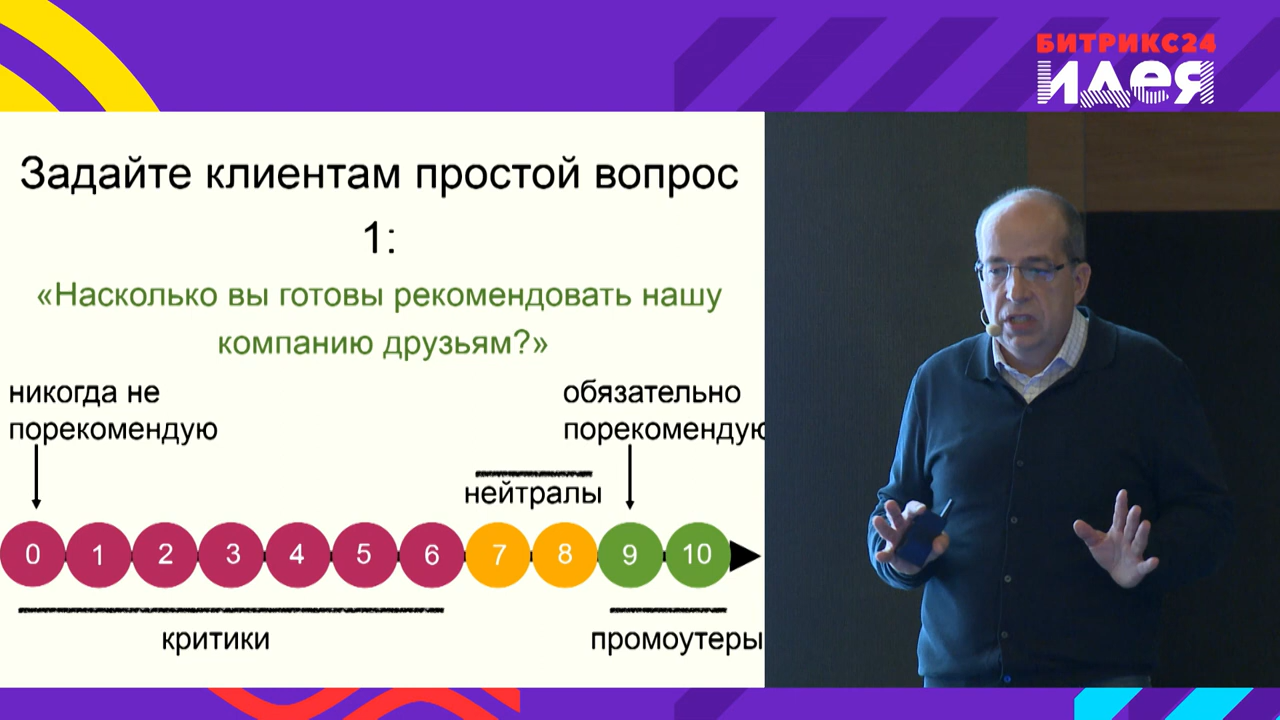 БИТРИКС24
идея
Задайте клиентам простой вопрос
1:
«Насколько вы готовы рекомендовать нашу
компанию друзьям?»
никогда не
порекомендую
обязательно
порекомендую
нейтралы
0 1 2 3 4 5 6 7 8 9 10
критики
промоутеры